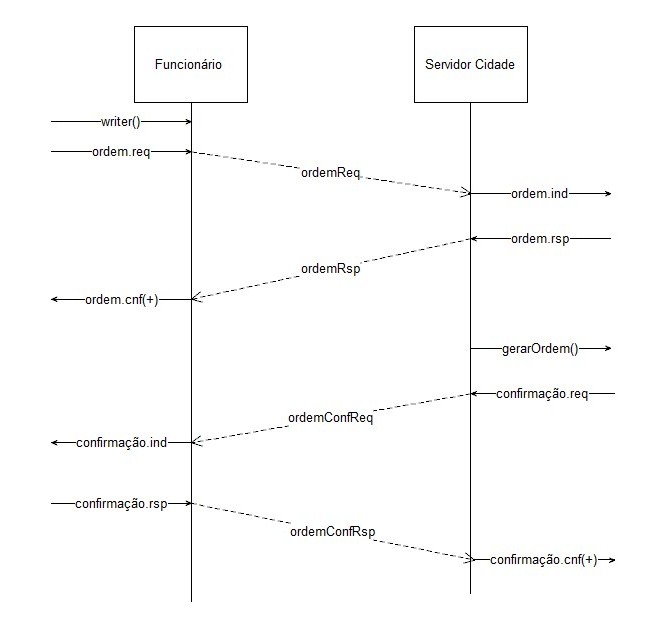 Funcionário
Servidor Cidade
writer()
ordem.req
ordemReq
ordem.ind
ordem.rsp
ordemRsp
ordem.cnf(+)
gerarOrdem()
confirmação.req
ordemConfReq
confirmação.ind
confirmação.rsp
ordemConfRsp
confirmação.cnf(+)